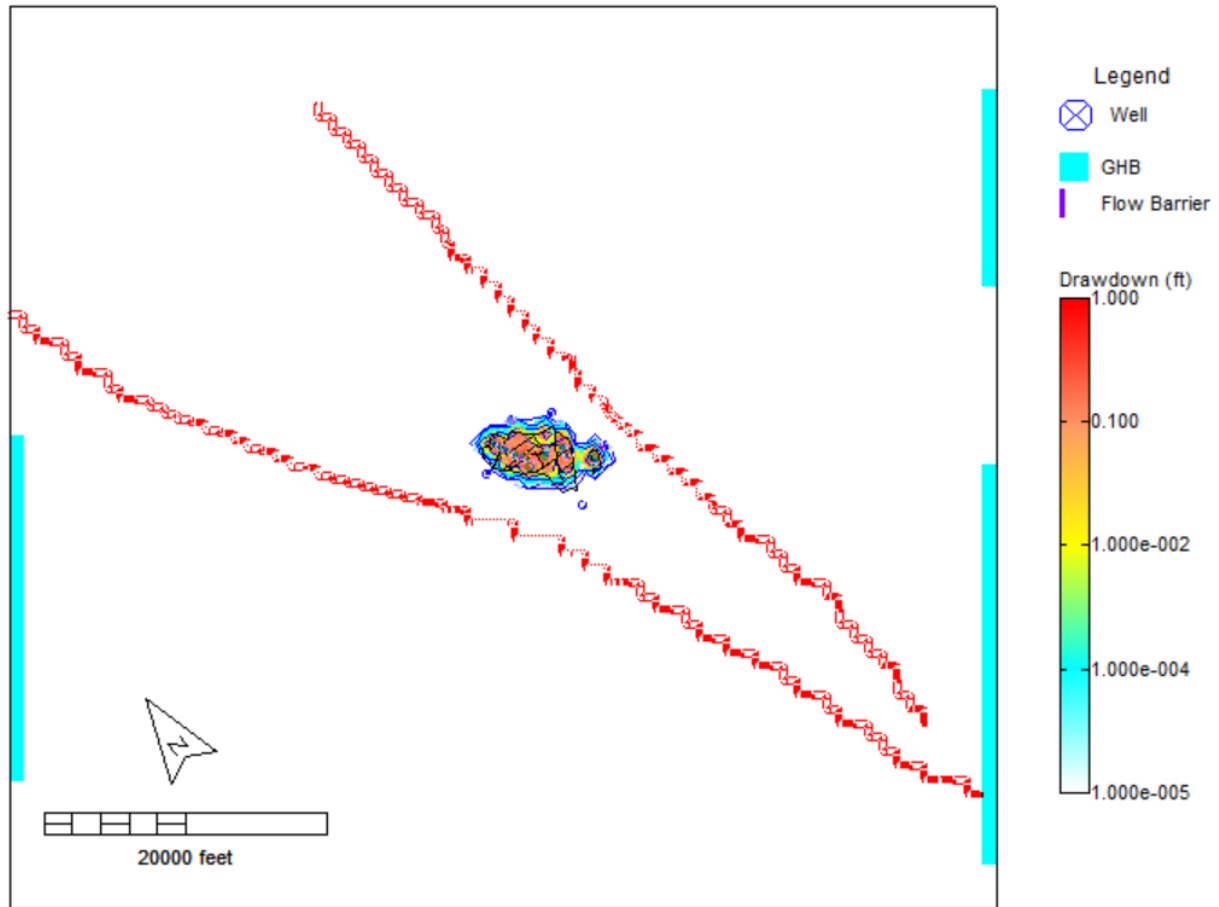 Legend
Well
GHB
Flow Barrier
Drawdown (ft)
1.000
0.100
1.000e-002
1.000e-004
1.000e-005
N
20000 feet